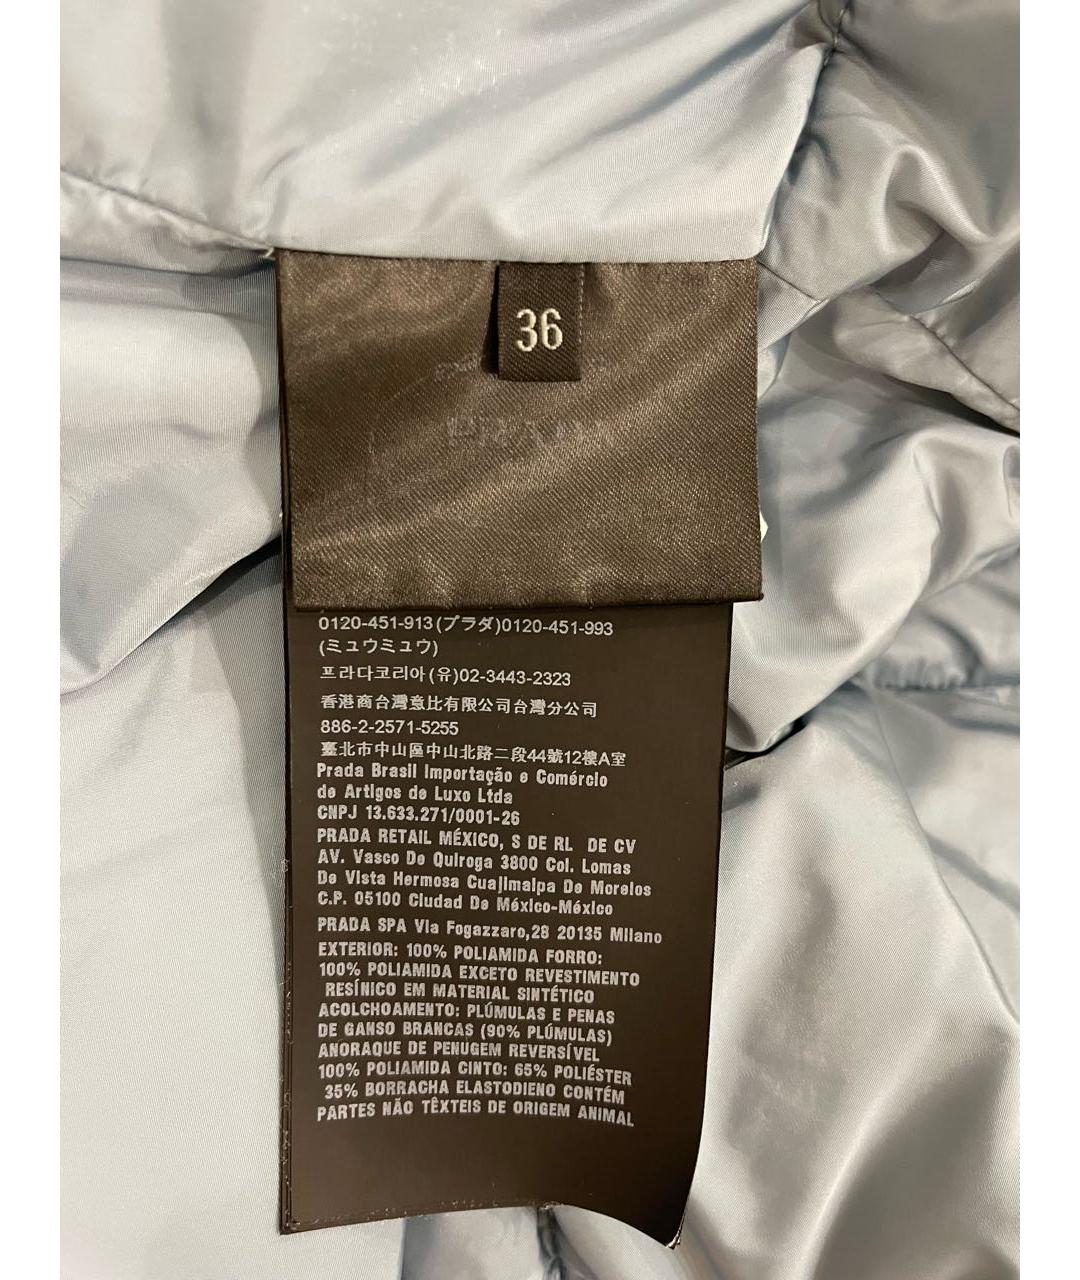 36
0120-451-913(プラダ)0120-451-993
(ミュウミュウ)
프라다코리아(유)02-3443-2323
香港商台灣意比有限公司台灣分公司
886-2-2571-5255
臺北市中山區中山北路二段44號12樓A室
Prada Brasil Importação e Comércio
de Artigos de Luxo Ltda
CNPJ 13.633.271/0001-26
PRADA RETAIL MÉXICO, S DE RL DE CV
AV. Vasco De Quiroga 3800 Col. Lomas
De Vista Hermosa Cuajimalpa De Morelos
C.P. 05100 Ciudad De México-México
PRADA SPA Via Fogazzaro,28 20135 Milano
EXTERIOR: 100% POLIAMIDA FORRO:
100% POLIAMIDA EXCETO REVESTIMENTO
RESÍNICO EM MATERIAL SINTÉTICO
ACOLCHOAMENTO: PLÚMULAS E PENAS
DE GANSO BRANCAS (90% PLÚMULAS)
ANORAQUE DE PENUGEM REVERSÍVEL
100% POLIAMIDA CINTO: 65% POLIÉSTER
35% BORRACHA ELASTODIENO CONTÉM
PARTES NÃO TÊXTEIS DE ORIGEM ANIMAL